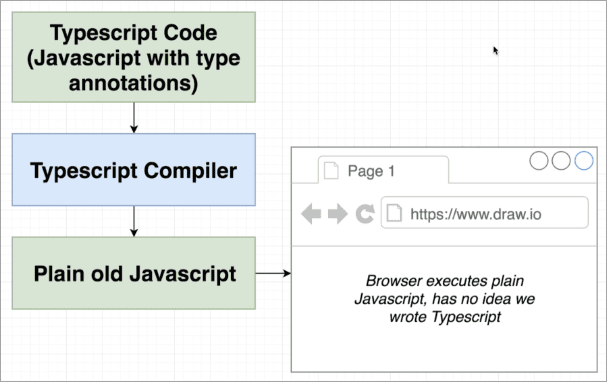 Typescript Code
(Javascript with type
annotations)
Typescript Compiler
Plain old Javascript
Page 1
https://www.draw.io
Browser executes plain
Javascript, has no idea we
wrote Typescript